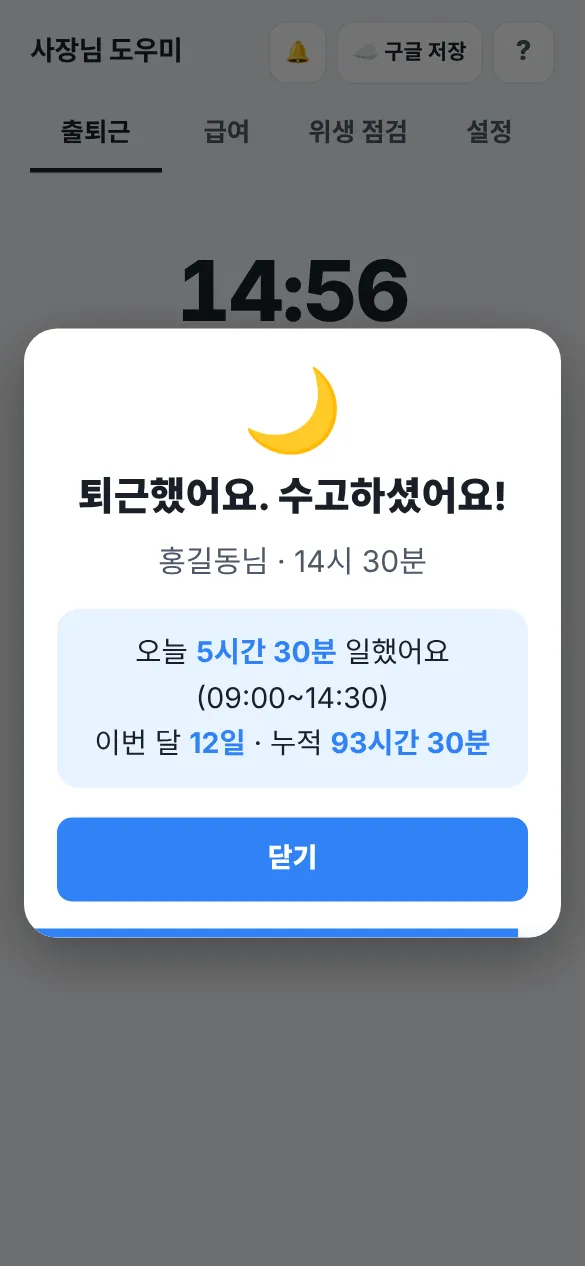 사장님 도우미
🔔
☁️ 구글 저장
?
출퇴근 급여 위생 점검 설정
14:56
퇴근했어요. 수고하셨어요!
홍길동님 · 14시 30분
오늘 5시간 30분 일했어요
(09:00~14:30)
이번 달 12일 · 누적 93시간 30분
닫기